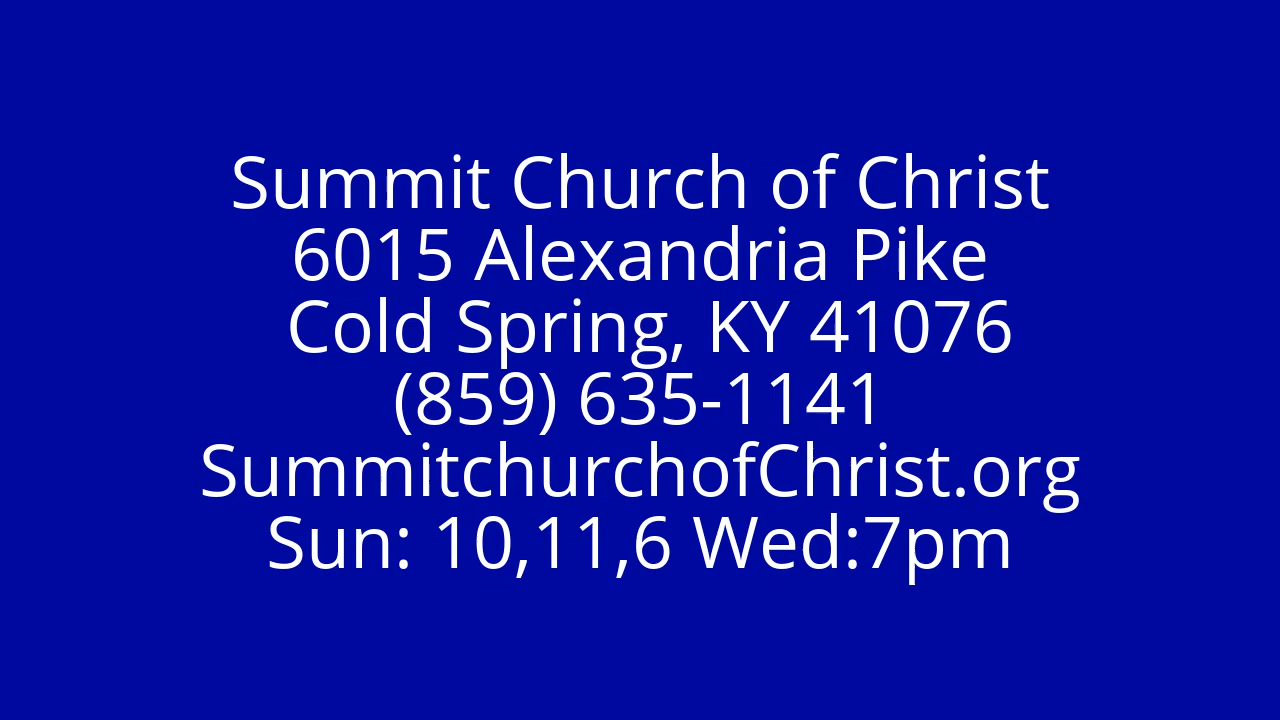 Summit Church of Christ
6015 Alexandria Pike
Cold Spring, KY 41076
(859) 635-1141
SummitchurchofChrist.org
Sun: 10,11,6 Wed:7pm